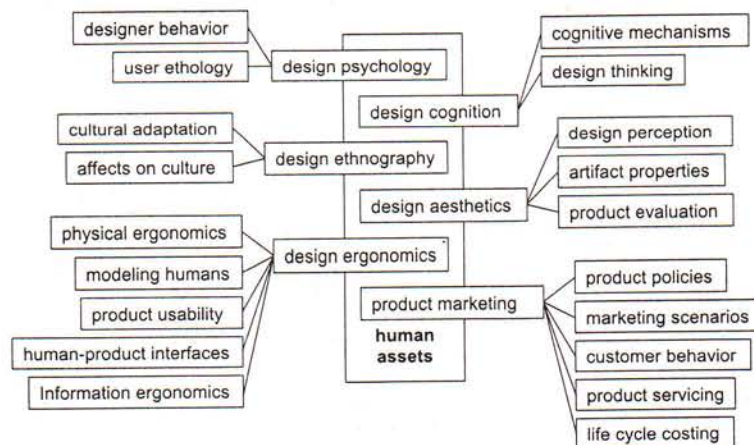 designer behavior
user ethology
design psychology
cognitive mechanisms
design thinking
design cognition
cultural adaptation
affects on culture
design ethnography
design perception
artifact properties
product evaluation
design aesthetics
physical ergonomics
modeling humans
product usability
human-product interfaces
Information ergonomics
design ergonomics
product policies
marketing scenarios
customer behavior
product servicing
life cycle costing
product marketing
human
assets